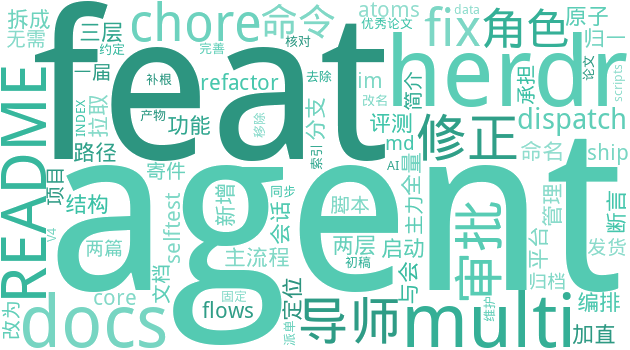 拆成
无需
三层
chore
命令
atoms
优秀论文
原子
data
约定
完善
核对
fix
角色
归一
一届
补根
去除
im
简介
论文
承担
scripts
feat
herdr
README
INDEX
拉取
refactor
产物
功能
移除
索引
分支
改名
评测
md
AI
修正
dispatch
路径
寄件
同步
命名
ship
项目
结构
新增
脚本
会话
主力全量
管理
断言
V4
两篇
selftest
agent
审批
平台
发货
主流程
两层
启动
初稿
与会
归档
改为
docs
文档
core
flows
固定
派单
定位
导师
multi
维护
编排
加直